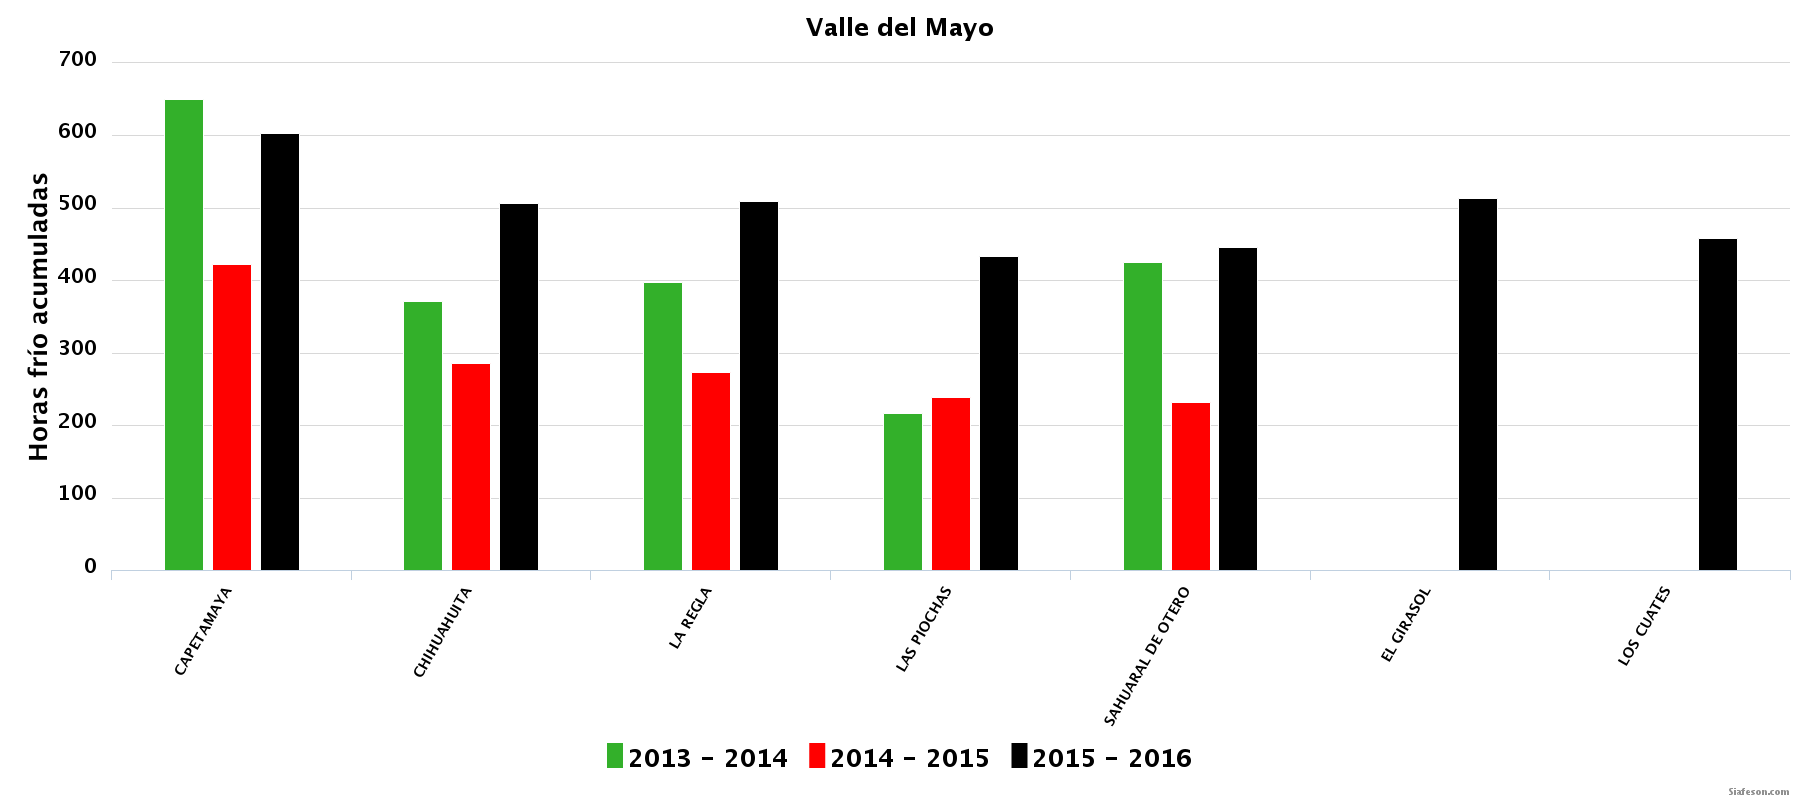 Valle del Mayo
Horas frío acumuladas
700
600
500
400
300
200
100
0
CAPETAMAYA
CHIHUAHUITA
LA REGLA
LAS PIOCHAS
SAHUARAL DE OTERO
EL GIRASOL
LOS CUATES
2013 - 2014
2014 - 2015
2015 - 2016
Siafeson.com